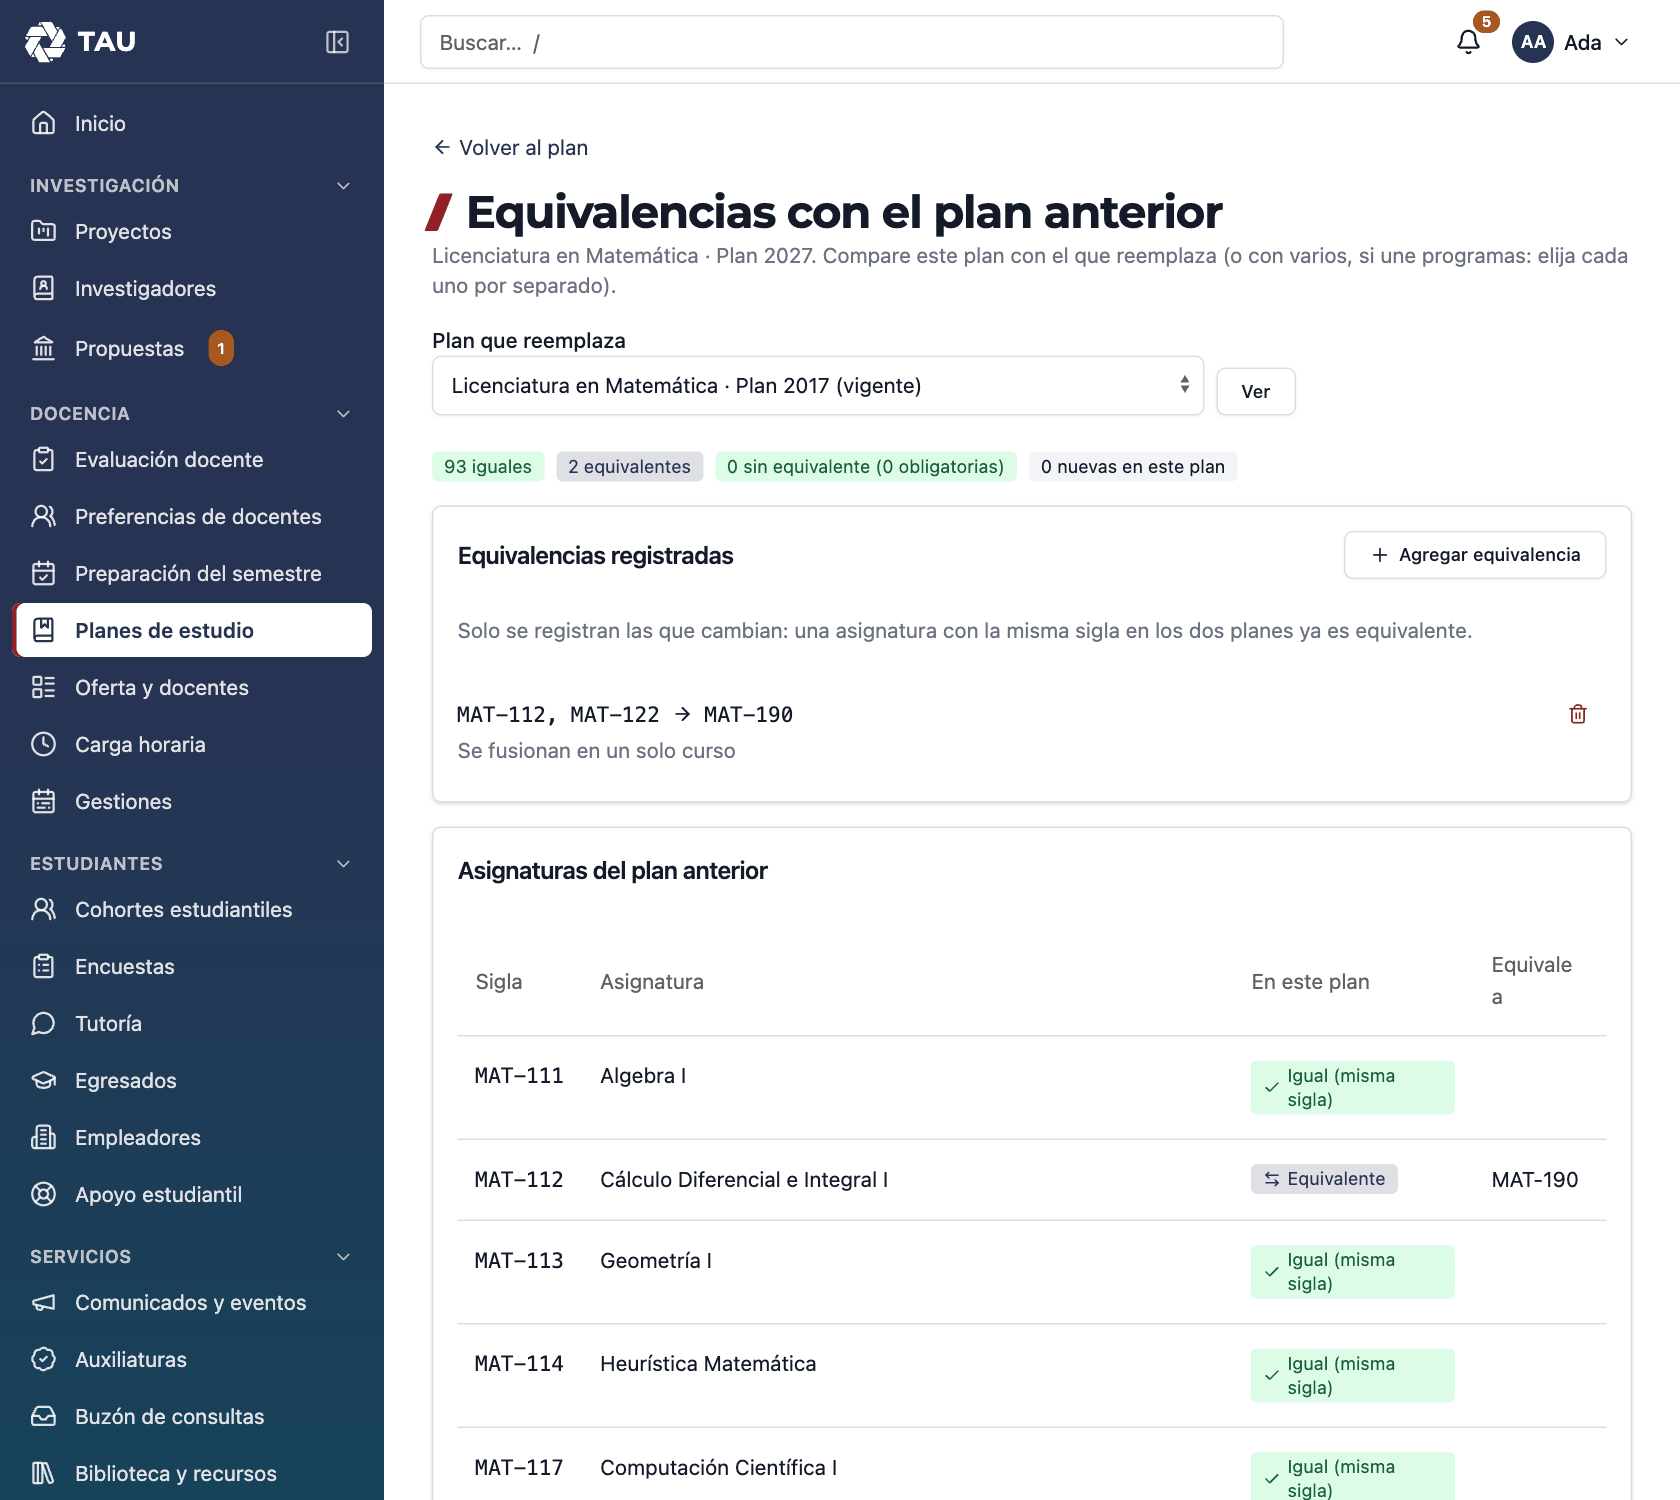 TAU
Buscar... /
5
AA
Ada
Inicio
INVESTIGACIÓN
Proyectos
Investigadores
Propuestas
1
DOCENCIA
Evaluación docente
Preferencias de docentes
Preparación del semestre
Planes de estudio
Oferta y docentes
Carga horaria
Gestiones
ESTUDIANTES
Cohortes estudiantiles
Encuestas
Tutoría
Egresados
Empleadores
Apoyo estudiantil
SERVICIOS
Comunicados y eventos
Auxiliaturas
Buzón de consultas
Biblioteca y recursos
← Volver al plan
Equivalencias con el plan anterior
Licenciatura en Matemática · Plan 2027. Compare este plan con el que reemplaza (o con varios, si une programas: elija cada
uno por separado).
Plan que reemplaza
Licenciatura en Matemática · Plan 2017 (vigente)
Ver
93 iguales
2 equivalentes
0 sin equivalente (0 obligatorias)
0 nuevas en este plan
Equivalencias registradas
+ Agregar equivalencia
Solo se registran las que cambian: una asignatura con la misma sigla en los dos planes ya es equivalente.
MAT-112, MAT-122 → MAT-190
Se fusionan en un solo curso
Asignaturas del plan anterior
Sigla
Asignatura
En este plan
Equivale
a
MAT-111
Algebra I
Igual (misma
sigla)
MAT-112
Cálculo Diferencial e Integral I
Equivalente
MAT-190
MAT-113
Geometría I
Igual (misma
sigla)
MAT-114
Heurística Matemática
Igual (misma
sigla)
MAT-117
Computación Científica I
Igual (misma
sigla)